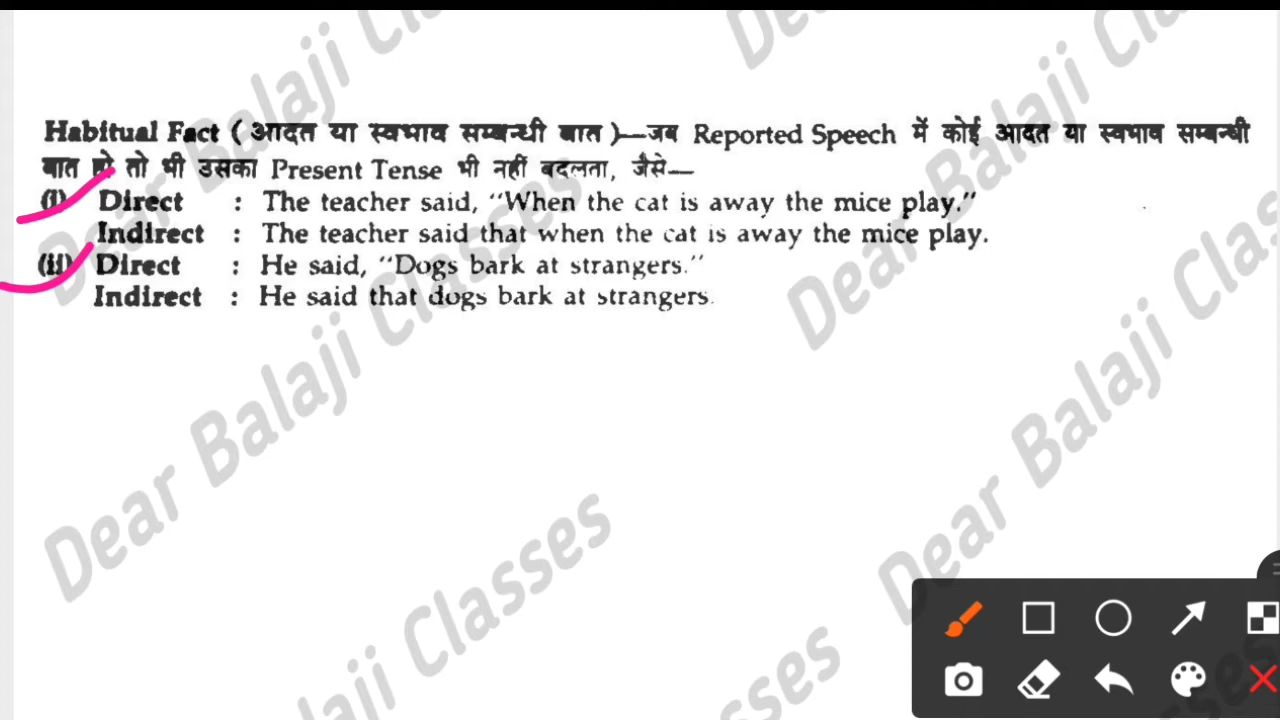 Habitual Fact ( आदत या स्वभाव सम्बन्धी बात )—जब Reported Speech में कोई आदत या स्वभाव सम्बन्धी
बात हो तो भी उसका Present Tense भी नहीं बदलता, जैसे—
(i) Direct : The teacher said, “When the cat is away the mice play.”
Indirect : The teacher said that when the cat is away the mice play.
(ii) Direct : He said, “Dogs bark at strangers.”
Indirect : He said that dogs bark at strangers.
Dear Balaji Classes
Dear Balaji Classes
Dear Balaji Classes
Dear Balaji Classes